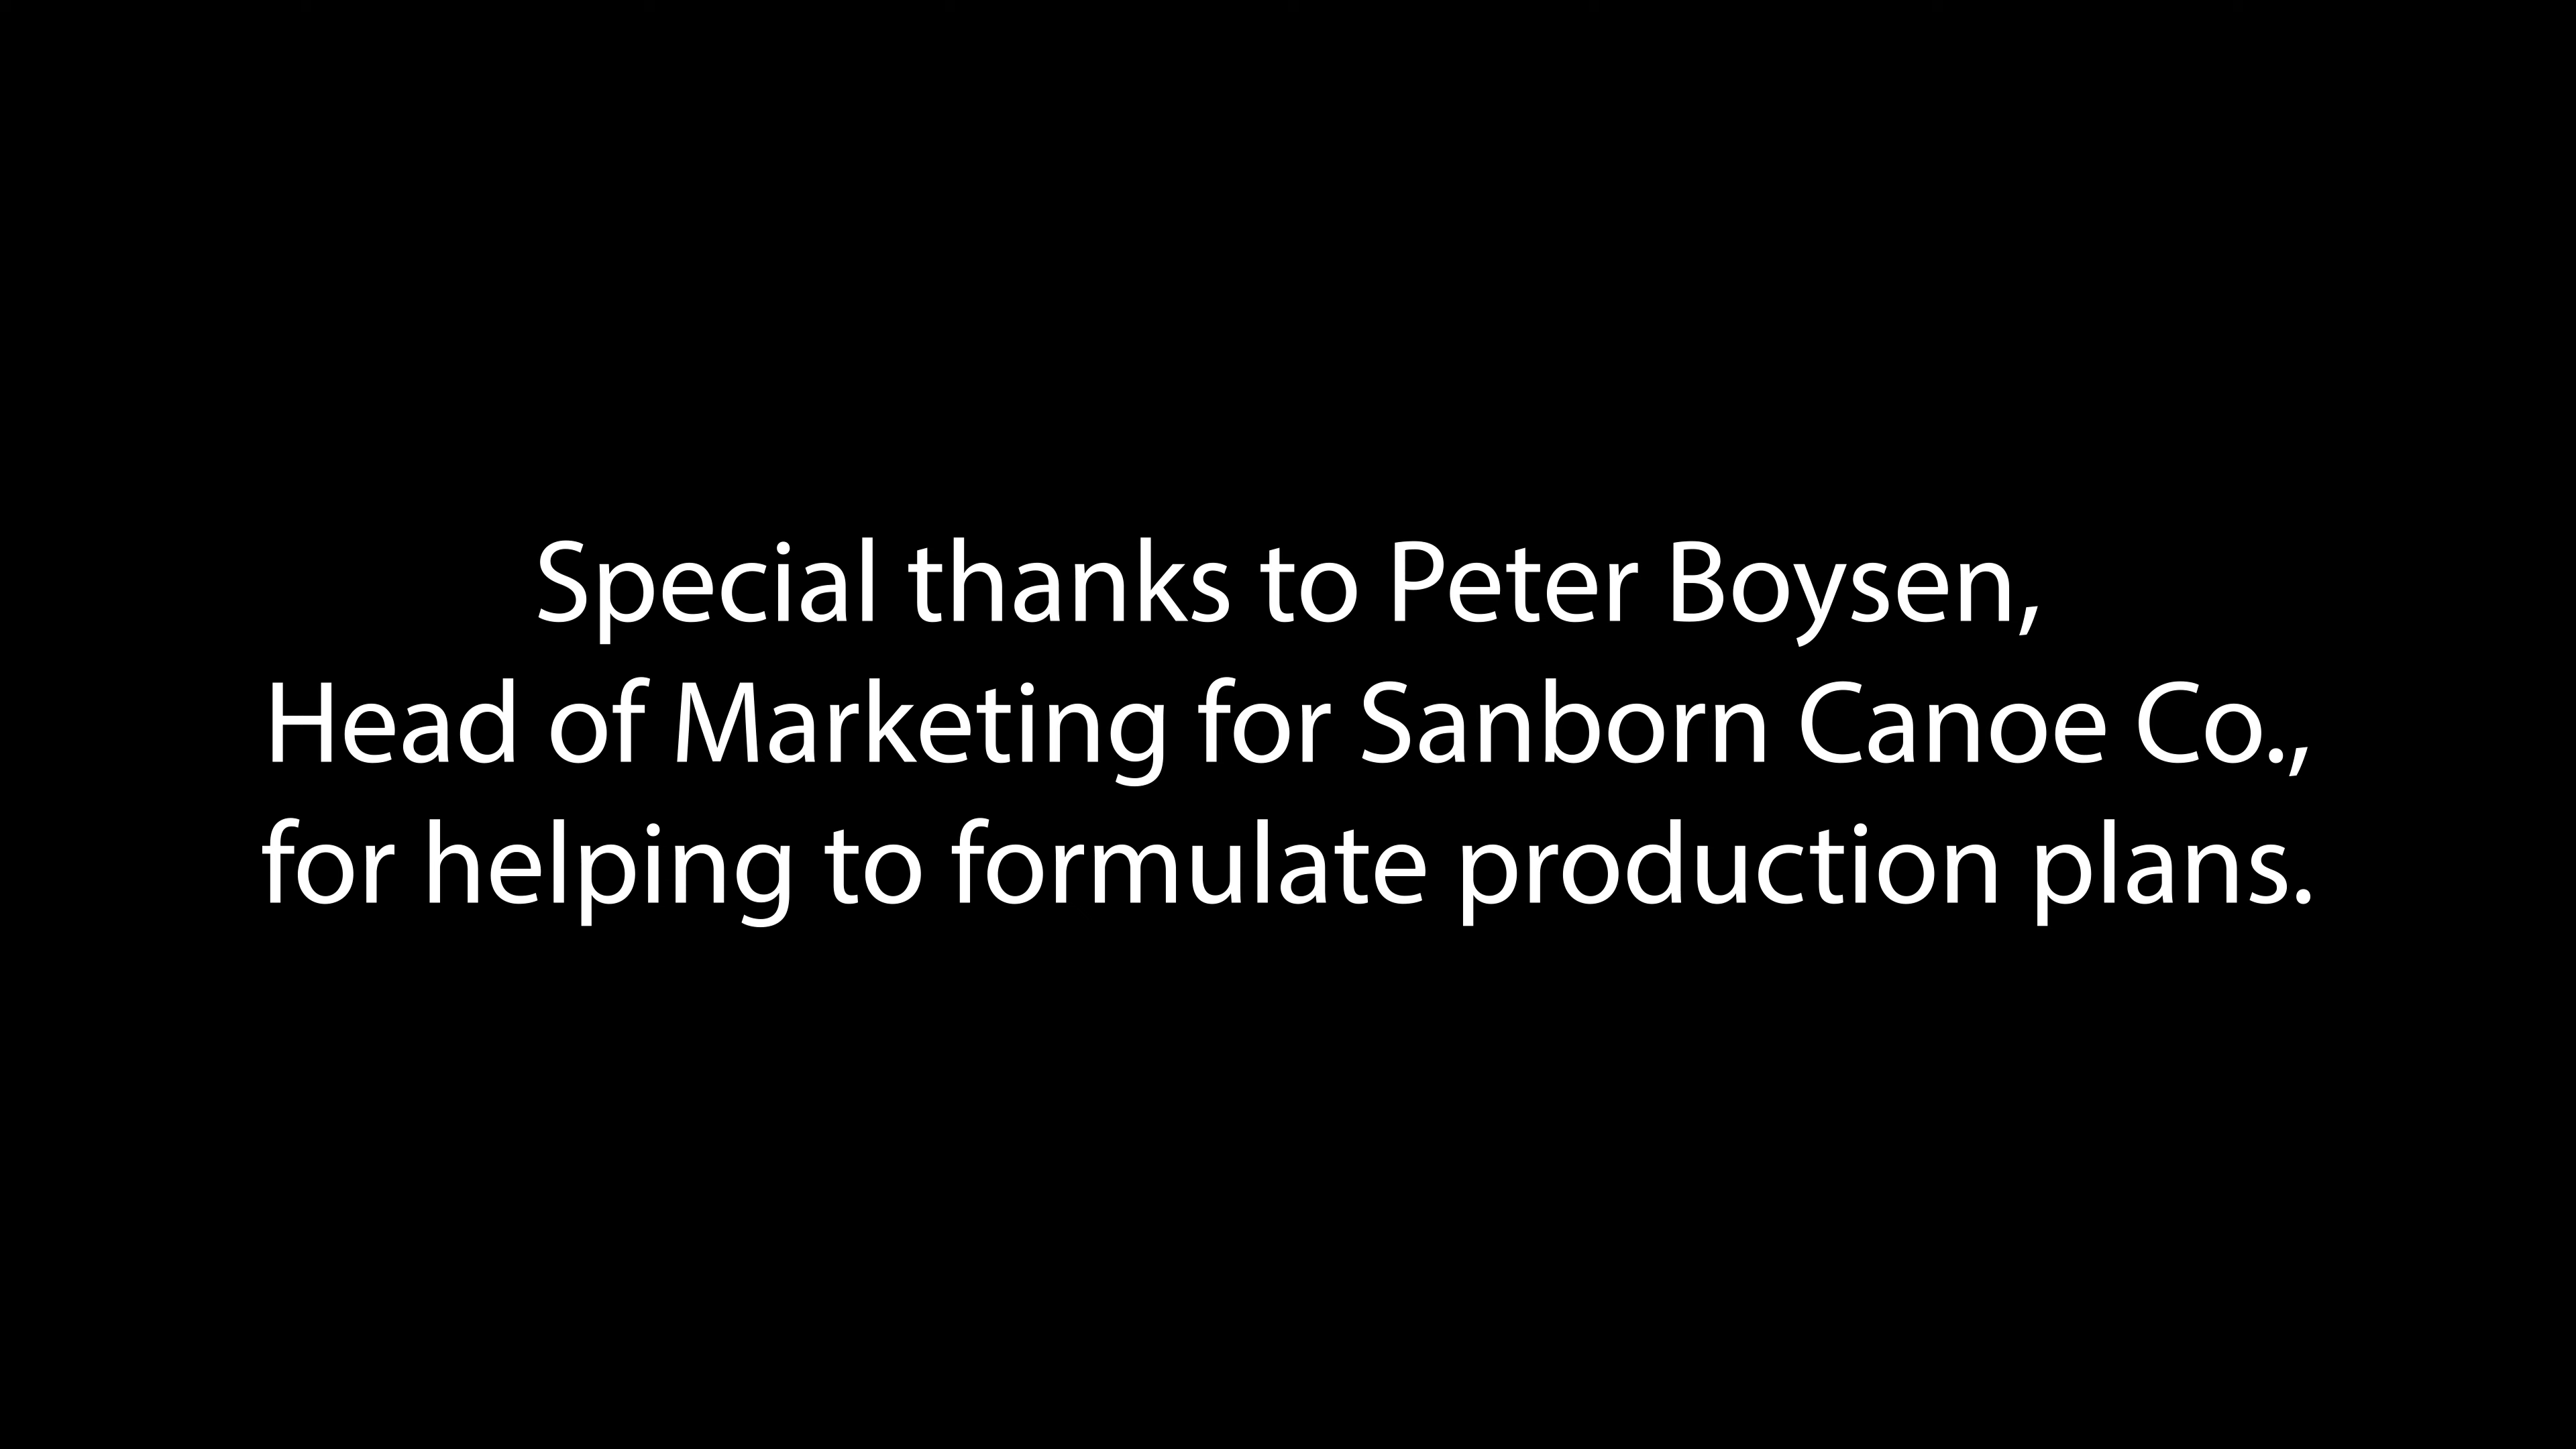 Special thanks to Peter Boysen,
Head of Marketing for Sanborn Canoe Co.,
for helping to formulate production plans.